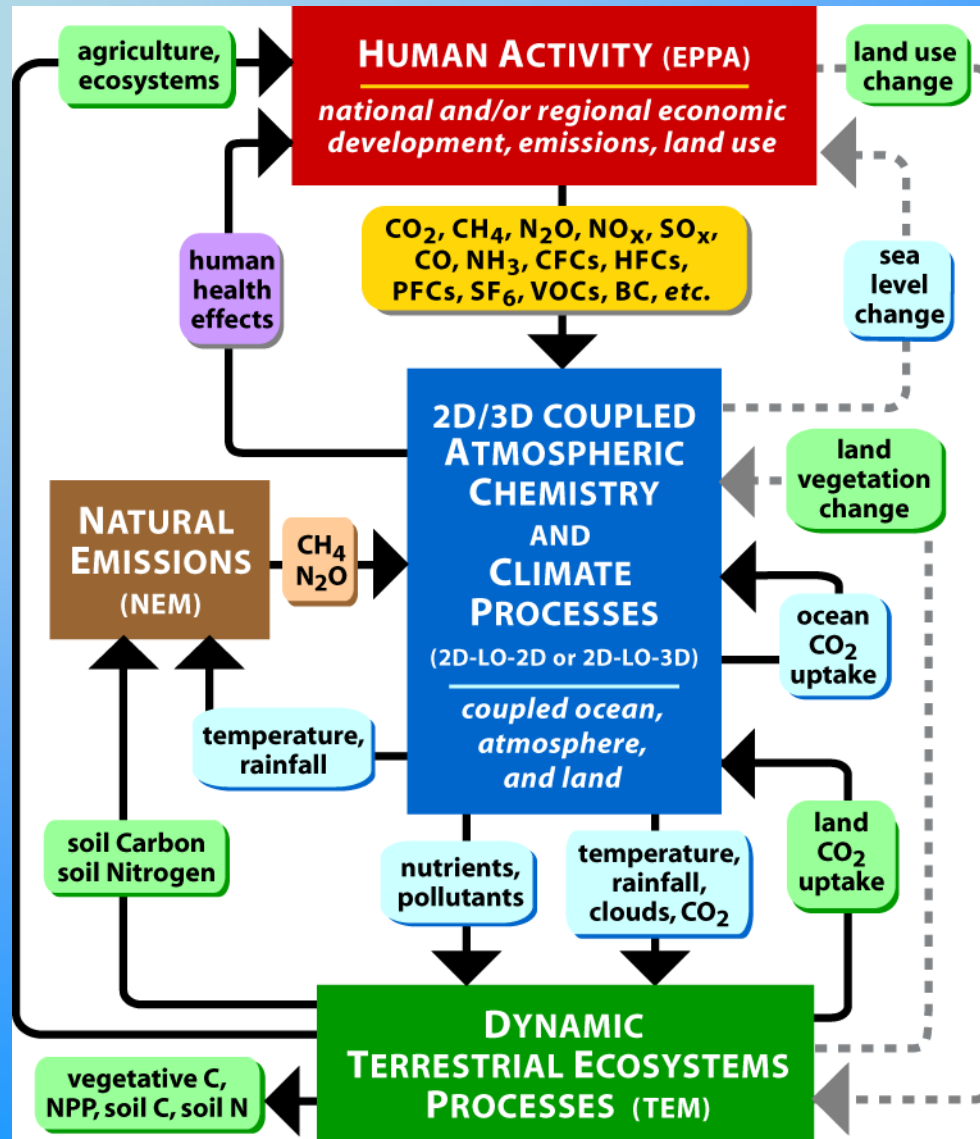 agriculture,
ecosystems
HUMAN ACTIVITY (EPPA)
national and/or regional economic
development, emissions, land use
land use
change
CO₂, CH₄, N₂O, NOₓ, SOₓ,
CO, NH₃, CFCs, HFCs,
PFCs, SF₆, VOCs, BC, etc.
human
health
effects
sea
level
change
2D/3D COUPLED
ATMOSPHERIC
CHEMISTRY
AND
CLIMATE
PROCESSES
(2D-LO-2D or 2D-LO-3D)
coupled ocean,
atmosphere,
and land
land
vegetation
change
NATURAL
EMISSIONS
(NEM)
CH₄
N₂O
ocean
CO₂
uptake
temperature,
rainfall
land
CO₂
uptake
soil Carbon
soil Nitrogen
nutrients,
pollutants
temperature,
rainfall,
clouds, CO₂
DYNAMIC
TERRESTRIAL ECOSYSTEMS
PROCESSES (TEM)
vegetative C,
NPP, soil C, soil N